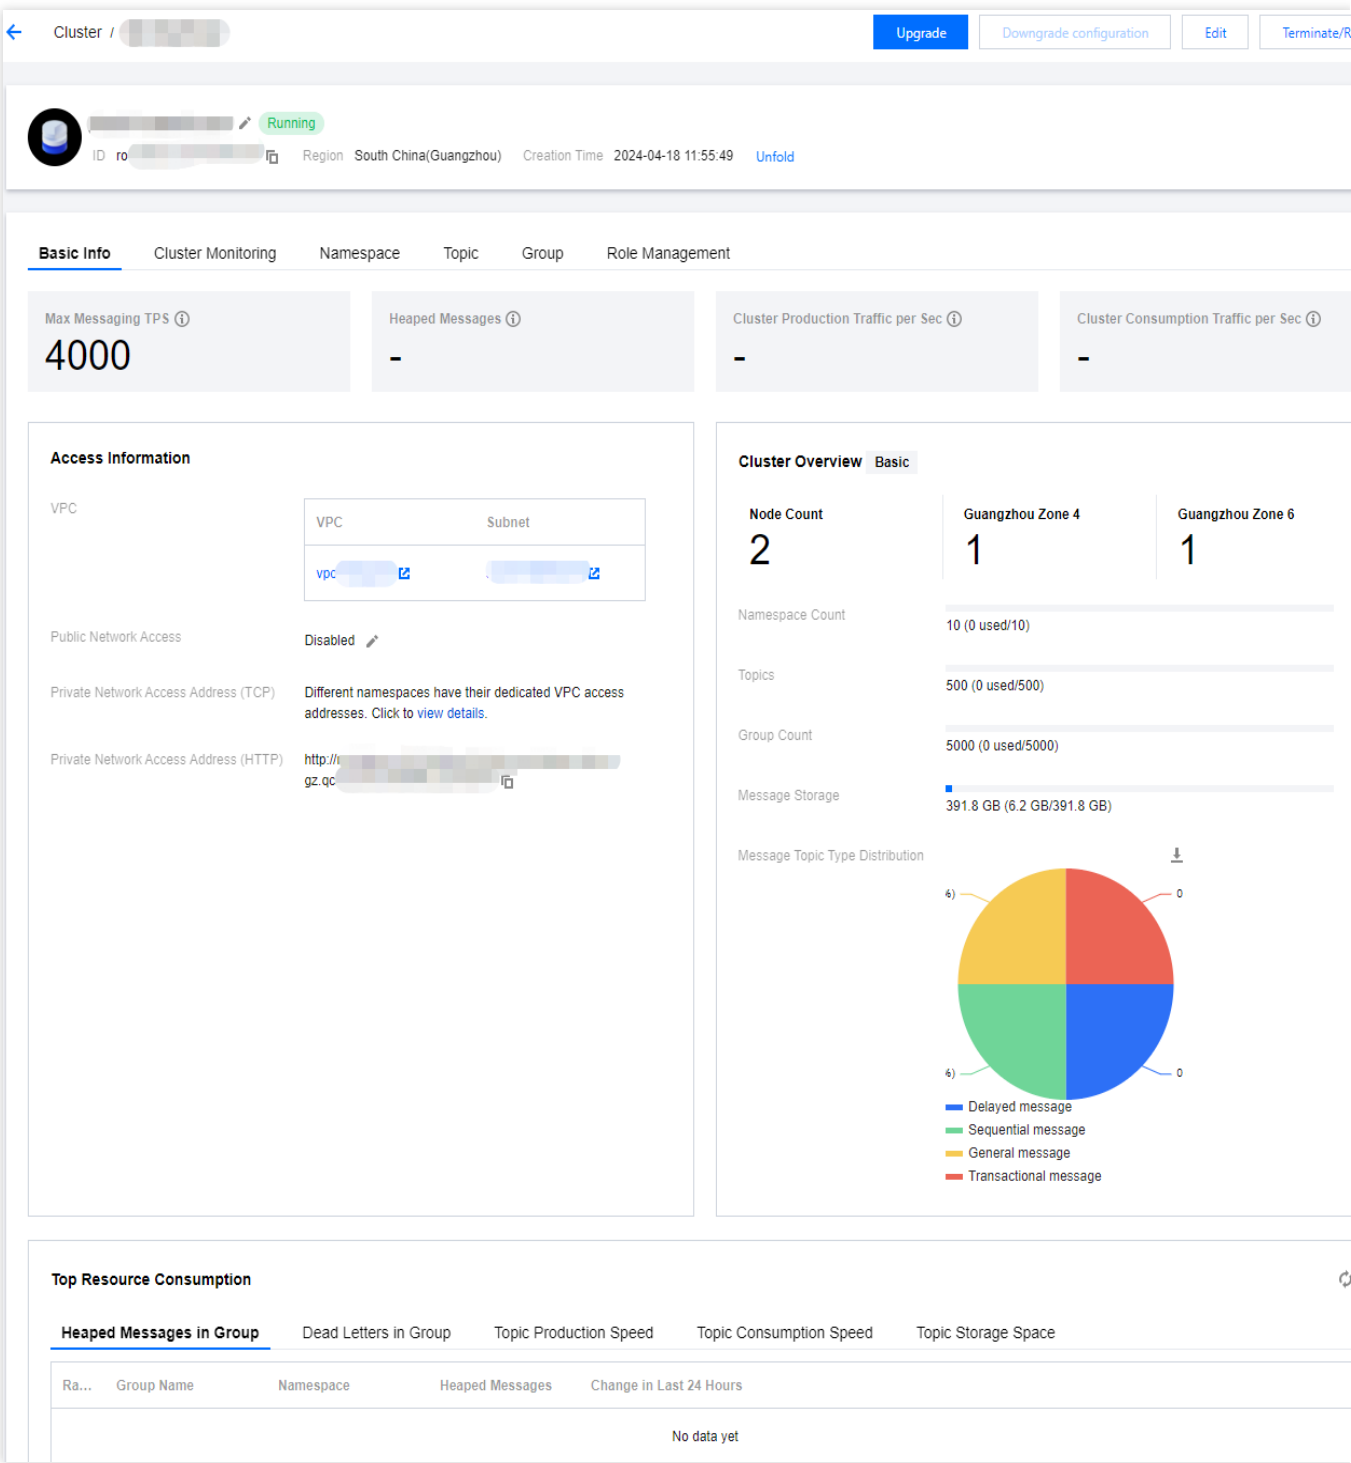 Cluster /
Upgrade
Downgrade configuration
Edit
Terminate/R
Running
ID ro
Region South China(Guangzhou) Creation Time 2024-04-18 11:55:49 Unfold
Basic Info Cluster Monitoring Namespace Topic Group Role Management
Max Messaging TPS
4000
Heaped Messages
-
Cluster Production Traffic per Sec
-
Cluster Consumption Traffic per Sec
-
Access Information
VPC
VPC Subnet
vpc
Public Network Access
Disabled
Private Network Access Address (TCP)
Different namespaces have their dedicated VPC access
addresses. Click to view details.
Private Network Access Address (HTTP)
http://
gz.qc
Cluster Overview Basic
Node Count
2
Guangzhou Zone 4
1
Guangzhou Zone 6
1
Namespace Count
10 (0 used/10)
Topics
500 (0 used/500)
Group Count
5000 (0 used/5000)
Message Storage
391.8 GB (6.2 GB/391.8 GB)
Message Topic Type Distribution
%)
0
%)
0
Delayed message
Sequential message
General message
Transactional message
Top Resource Consumption
Heaped Messages in Group Dead Letters in Group Topic Production Speed Topic Consumption Speed Topic Storage Space
Ra... Group Name Namespace Heaped Messages Change in Last 24 Hours
No data yet